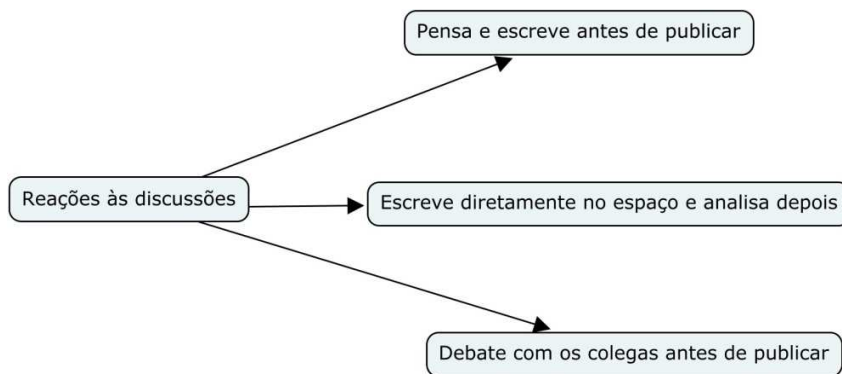 Pensa e escreve antes de publicar
Reações às discussões
Escreve diretamente no espaço e analisa depois
Debate com os colegas antes de publicar